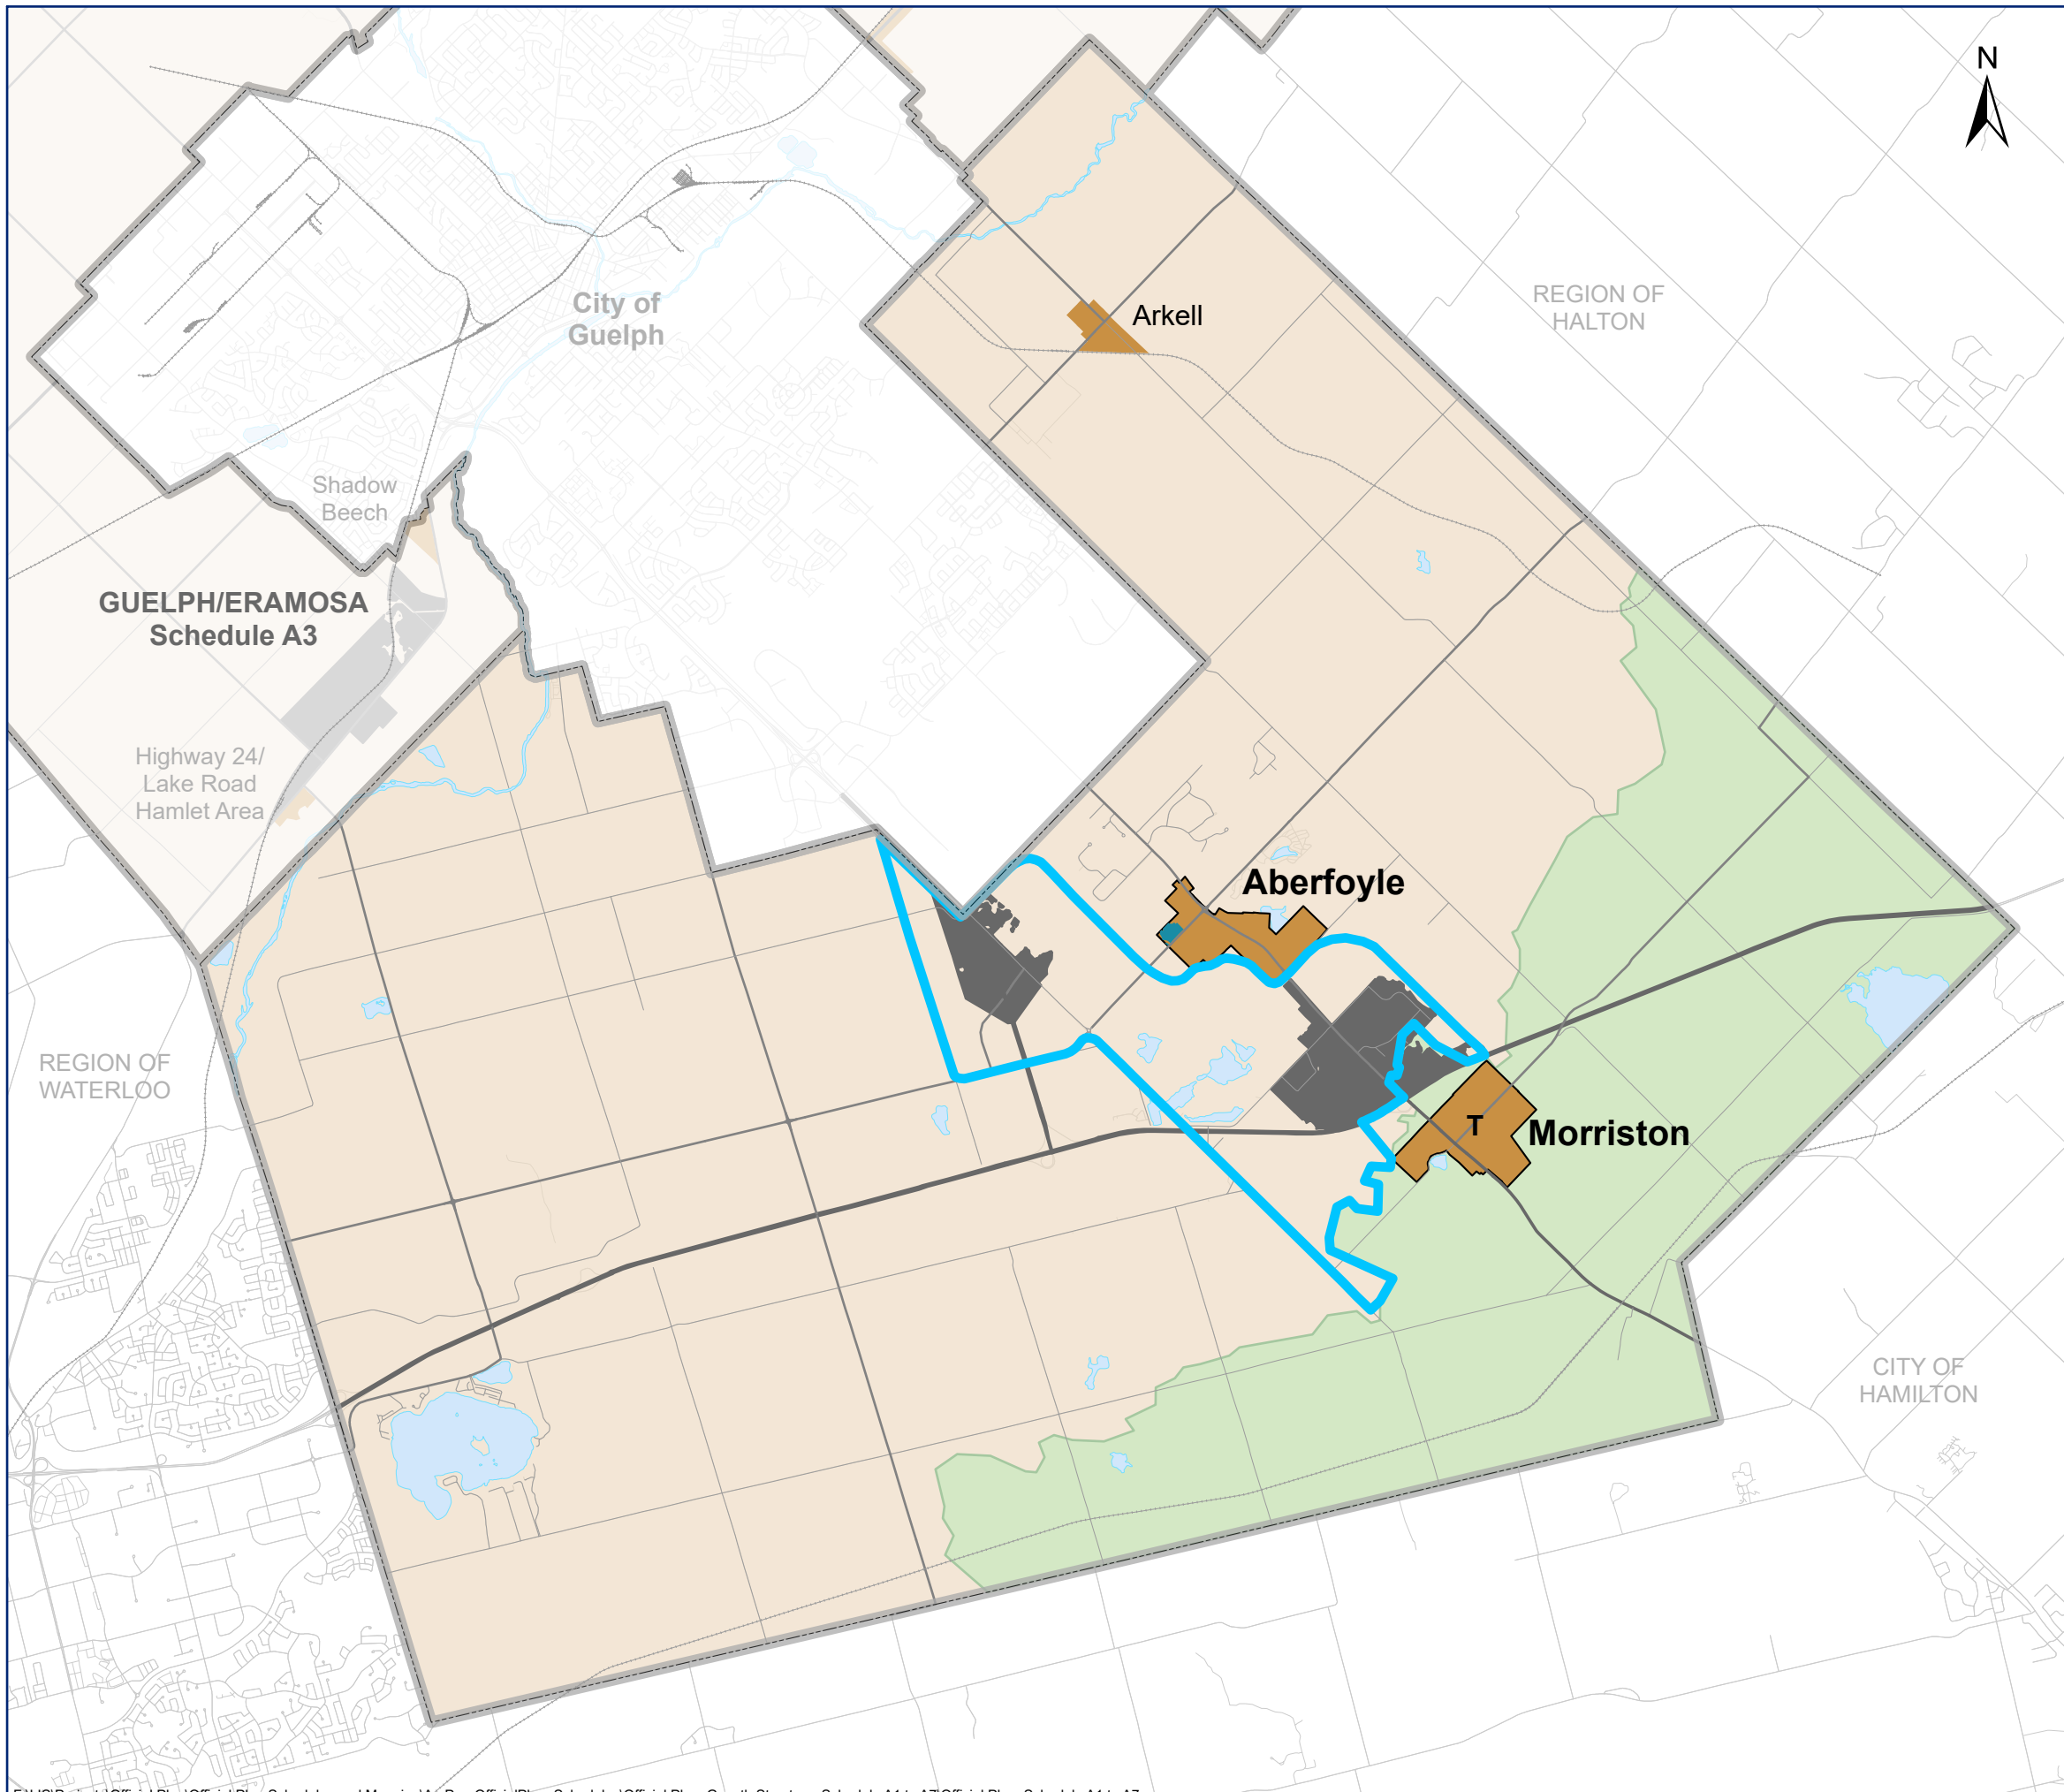 N
REGION OF
HALTON
City of
Guelph
Arkell
Shadow
Beech
GUELPH/ERAMOSA
Schedule A3
Highway 24/
Lake Road
Hamlet Area
Aberfoyle
REGION OF
WATERLOO
T
Morriston
CITY OF
HAMILTON